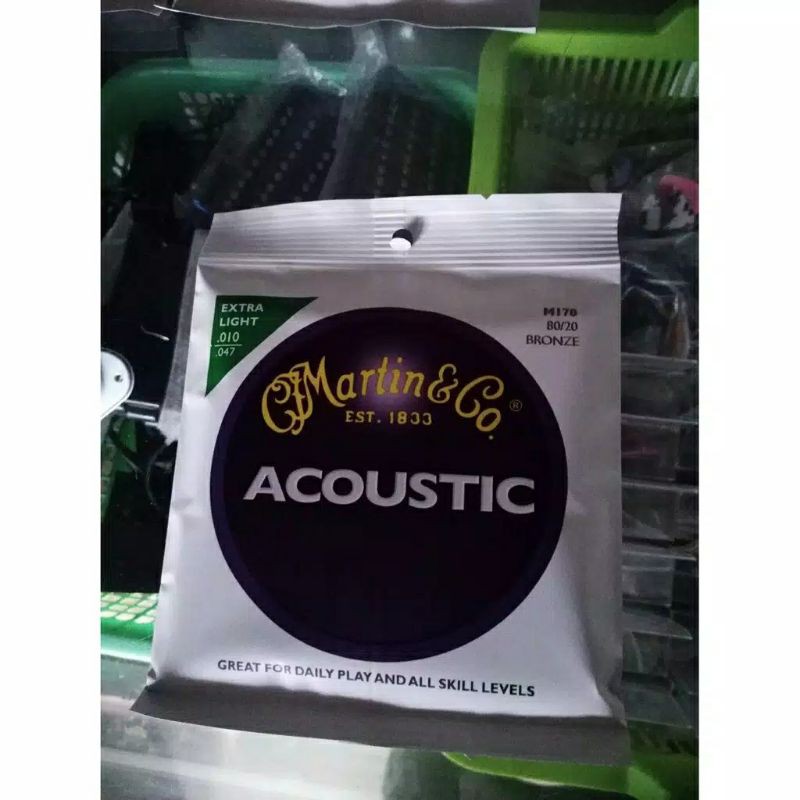 EXTRA
LIGHT
.010
.047
M170
80/20
BRONZE
CFMartin & Co.®
EST. 1833
ACOUSTIC
GREAT FOR DAILY PLAY AND ALL SKILL LEVELS